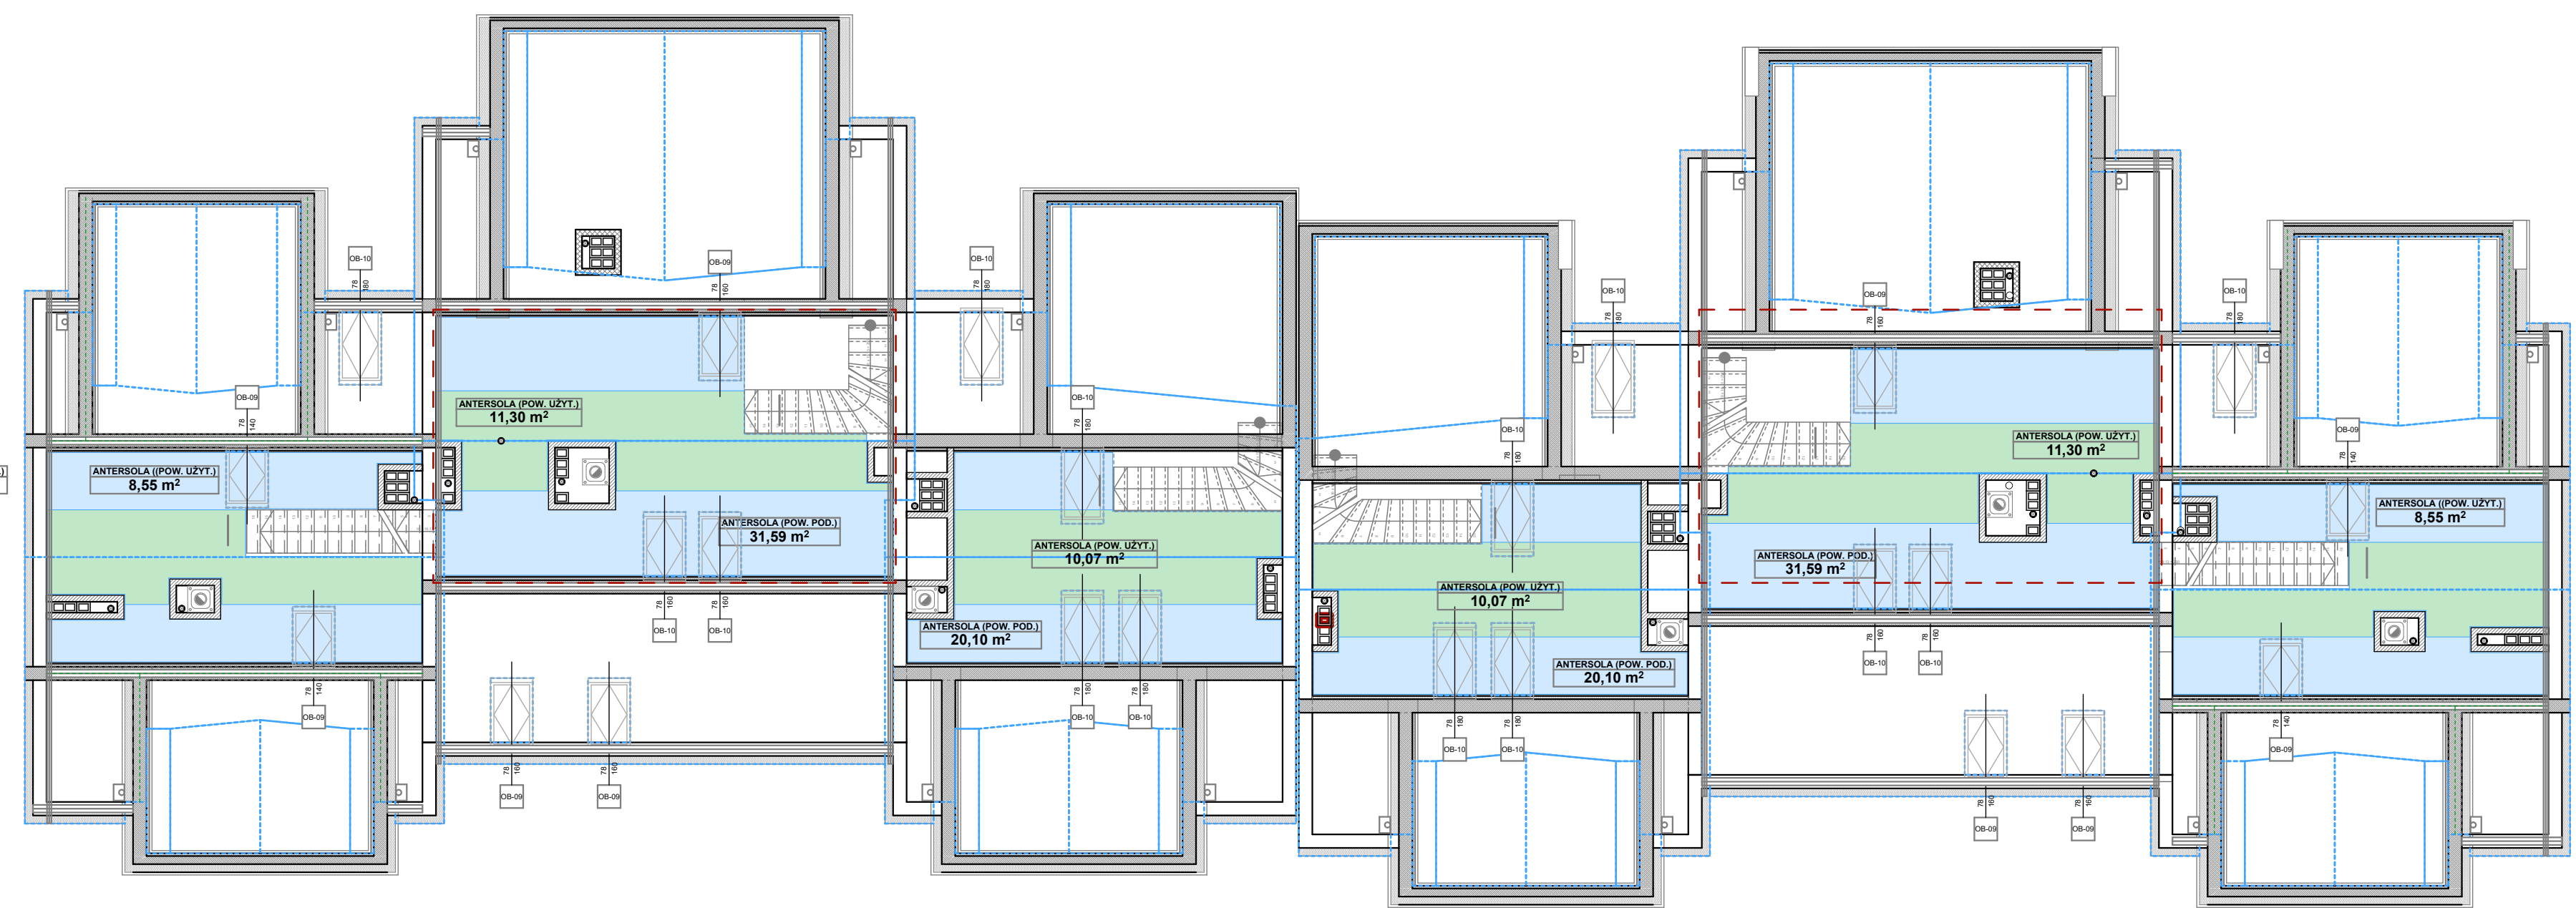 OB-10
78
180
OB-09
78
140
ANTERSOLA ((POW. UŻYT.)
8,55 m²
78
140
OB-09
OB-09
78
160
ANTERSOLA (POW. UŻYT.)
11,30 m²
ANTERSOLA (POW. POD.)
31,59 m²
78
160
OB-10
78
160
OB-10
78
160
OB-09
78
160
OB-09
OB-10
78
180
OB-10
78
180
ANTERSOLA (POW. UŻYT.)
10,07 m²
ANTERSOLA (POW. POD.)
20,10 m²
78
180
OB-10
78
180
OB-10
OB-10
78
180
OB-10
78
180
ANTERSOLA (POW. UŻYT.)
10,07 m²
ANTERSOLA (POW. POD.)
20,10 m²
78
180
OB-10
78
180
OB-10
OB-09
78
160
ANTERSOLA (POW. UŻYT.)
11,30 m²
ANTERSOLA (POW. POD.)
31,59 m²
78
160
OB-10
78
160
OB-10
78
160
OB-09
78
160
OB-09
OB-10
78
180
OB-09
78
140
ANTERSOLA ((POW. UŻYT.)
8,55 m²
78
140
OB-09